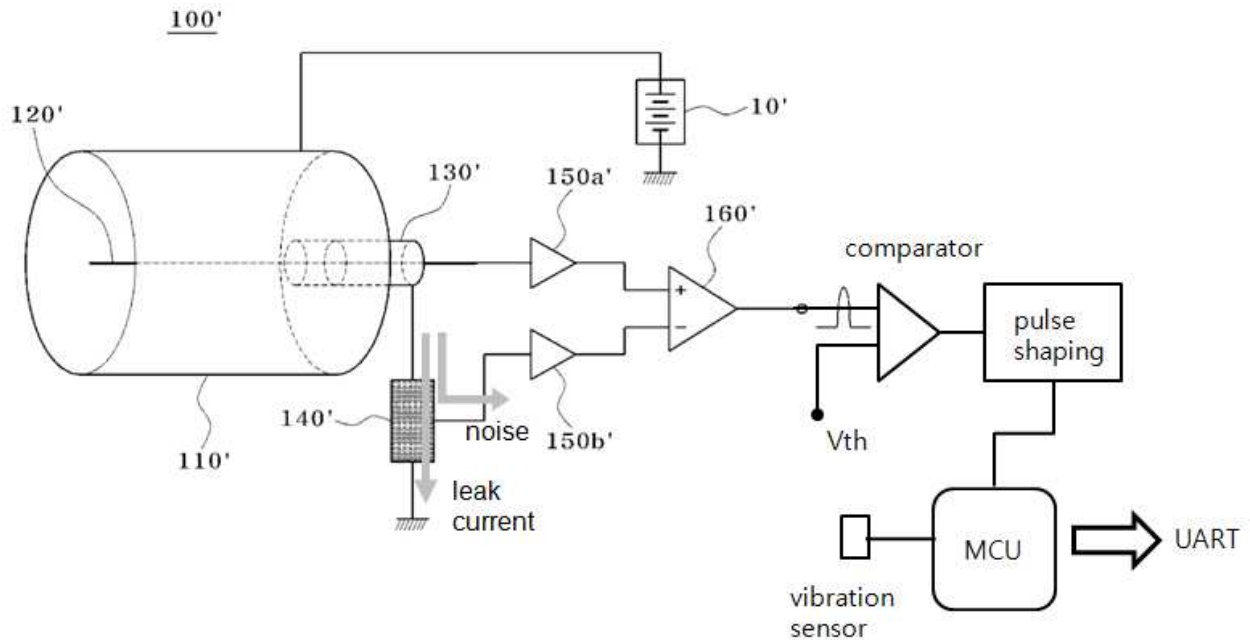 100'
120'
10'
130'
150a'
160'
comparator
+
−
pulse
shaping
140'
noise
150b'
Vth
110'
leak
current
MCU
UART
vibration
sensor